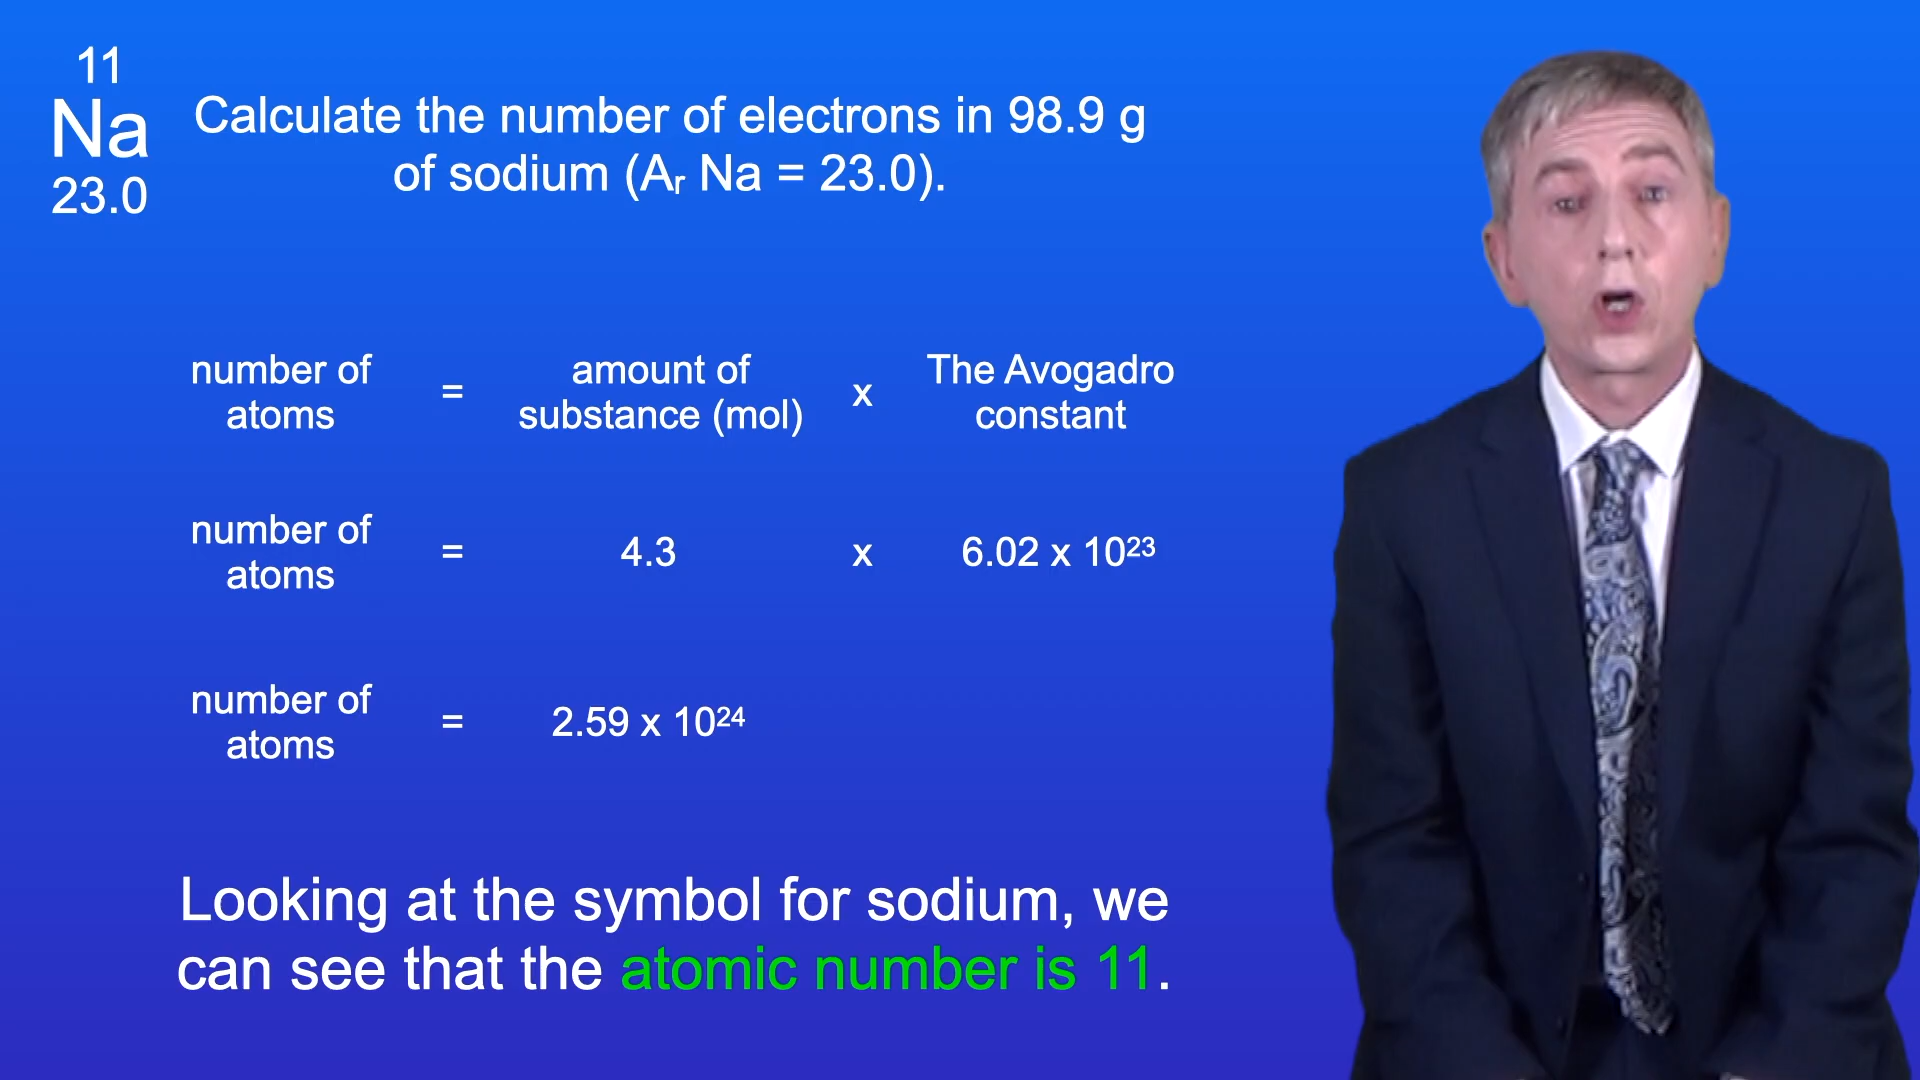 11
Na
23.0
Calculate the number of electrons in 98.9 g
of sodium (Aᵣ Na = 23.0).
number of atoms = amount of substance (mol) x The Avogadro constant
number of atoms = 4.3 x 6.02 x 10²³
number of atoms = 2.59 x 10²⁴
Looking at the symbol for sodium, we
can see that the atomic number is 11.